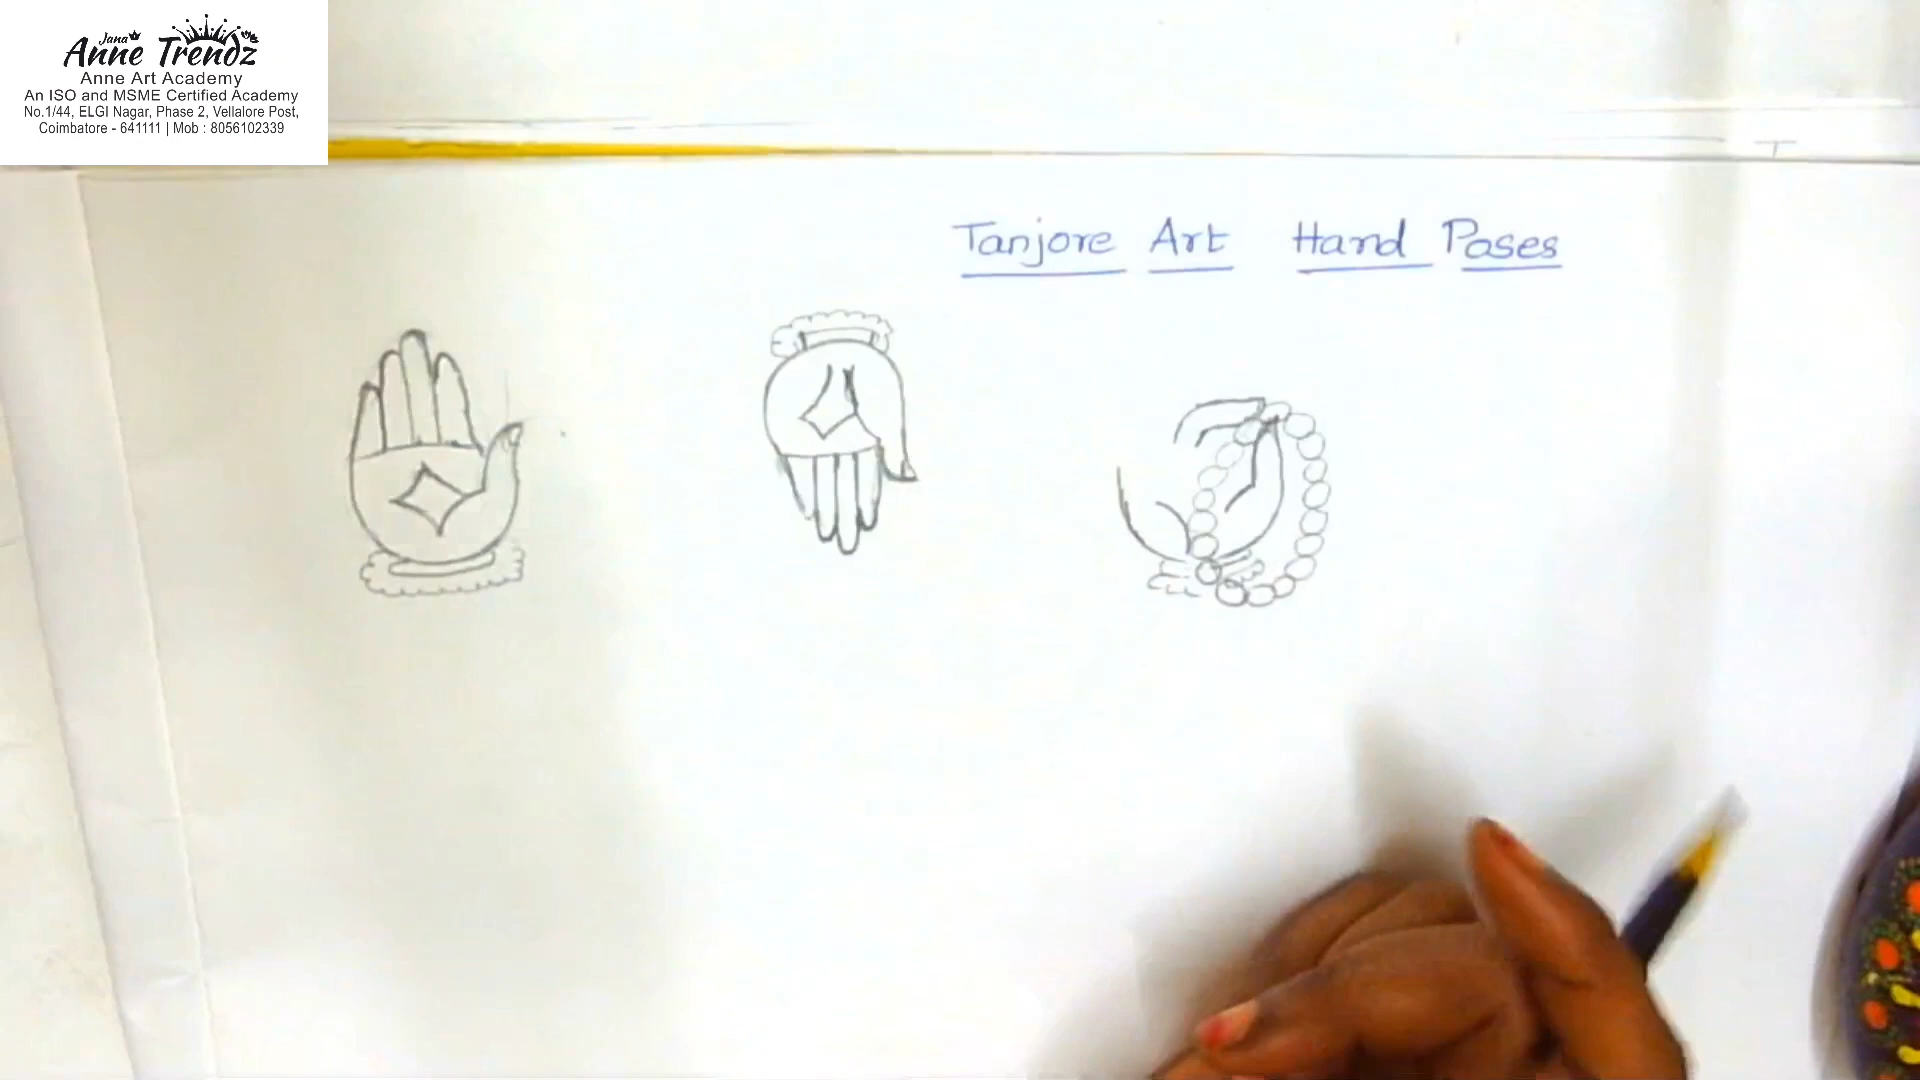 Jana
Anne Trendz
Anne Art Academy
An ISO and MSME Certified Academy
No.1/44, ELGI Nagar, Phase 2, Vellalore Post,
Coimbatore - 641111 | Mob : 8056102339
T
Tanjore Art Hand Poses